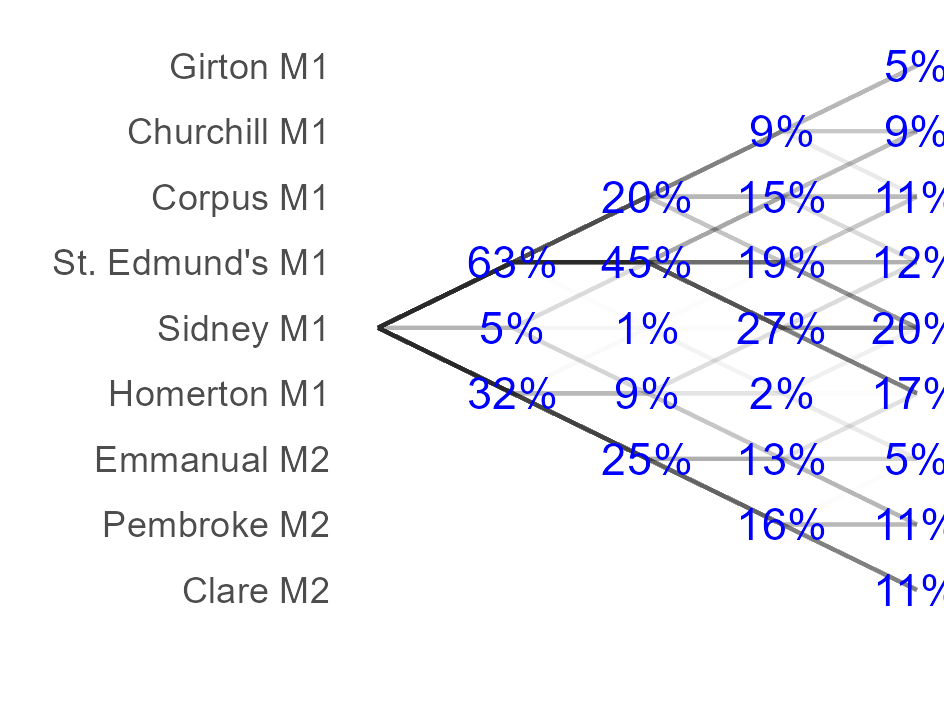 Girton M1 5%
Churchill M1 9% 9%
Corpus M1 20% 15% 11%
St. Edmund's M1 63% 45% 19% 12%
Sidney M1 5% 1% 27% 20%
Homerton M1 32% 9% 2% 17%
Emmanual M2 25% 13% 5%
Pembroke M2 16% 11%
Clare M2 11%